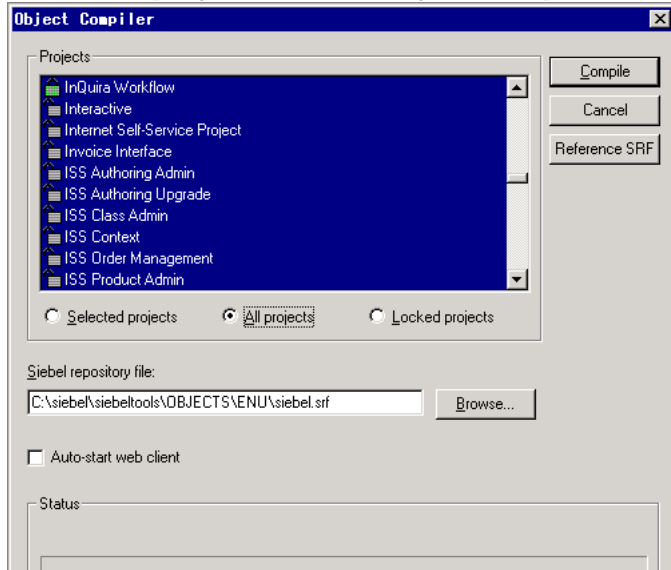 Object Compiler
Projects
InQuira Workflow
Interactive
Internet Self-Service Project
Invoice Interface
ISS Authoring Admin
ISS Authoring Upgrade
ISS Class Admin
ISS Context
ISS Order Management
ISS Product Admin
Compile
Cancel
Reference SRF
Selected projects All projects Locked projects
Siebel repository file:
C:\siebel\siebeltools\OBJECTS\ENU\siebel.srf Browse...
Auto-start web client
Status